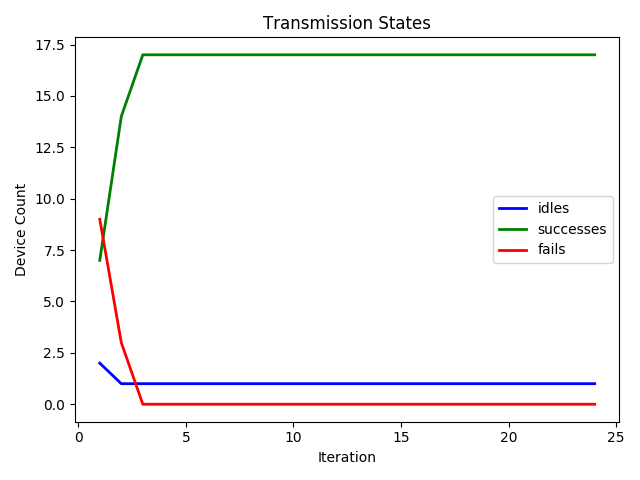 Transmission States
17.5
15.0
12.5
10.0
7.5
5.0
2.5
0.0
Device Count
idles
successes
fails
0 5 10 15 20 25
Iteration